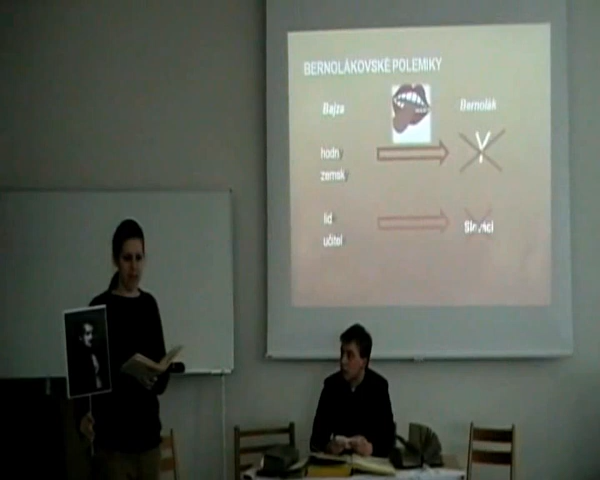 BERNOLÁKOVSKÉ POLEMIKY
Bajza Bernolák
hodn V
zemsk
lid Slováci
učitel